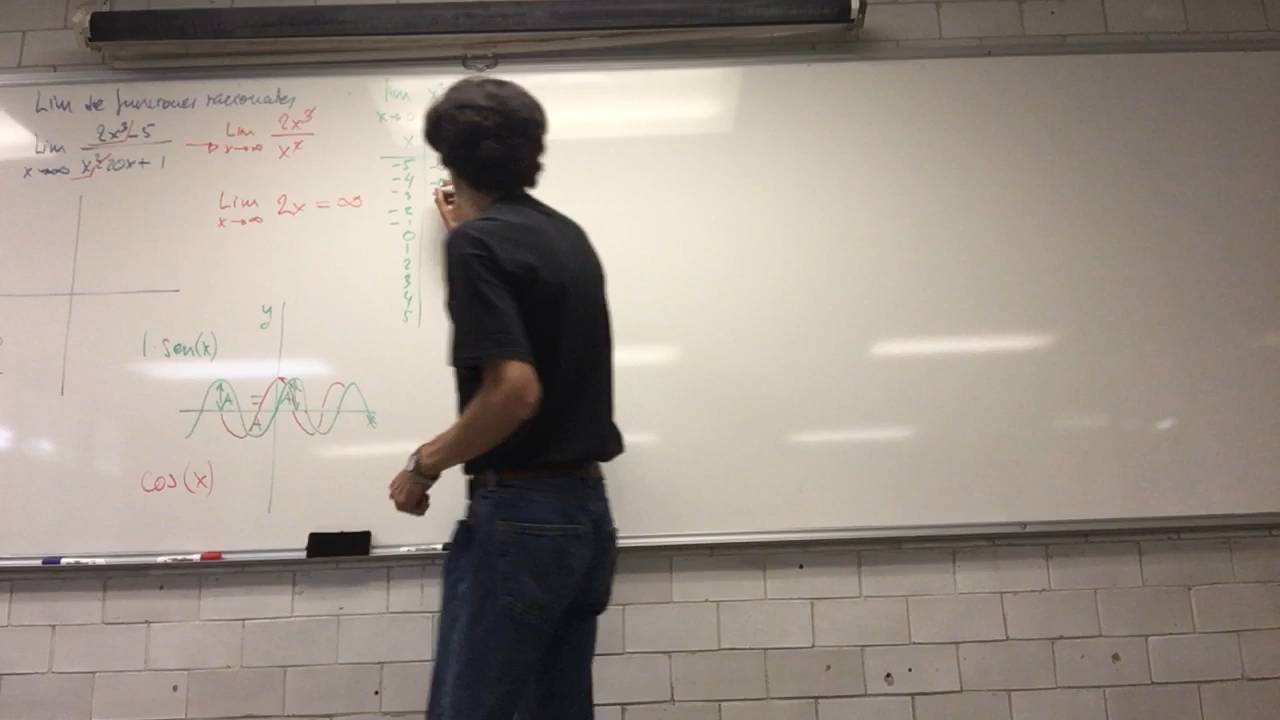 Lim de funciones racionales
Lim 2x³-5
x→∞ x²-20x+1
→ Lim 2x³
x→∞ x²
Lim 2x = ∞
x→∞
lim x
x→0
x
-5
-4
-3
-2
-1
0
1
2
3
4
5
y
1·sen(x)
A = A
A
x
cos(x)